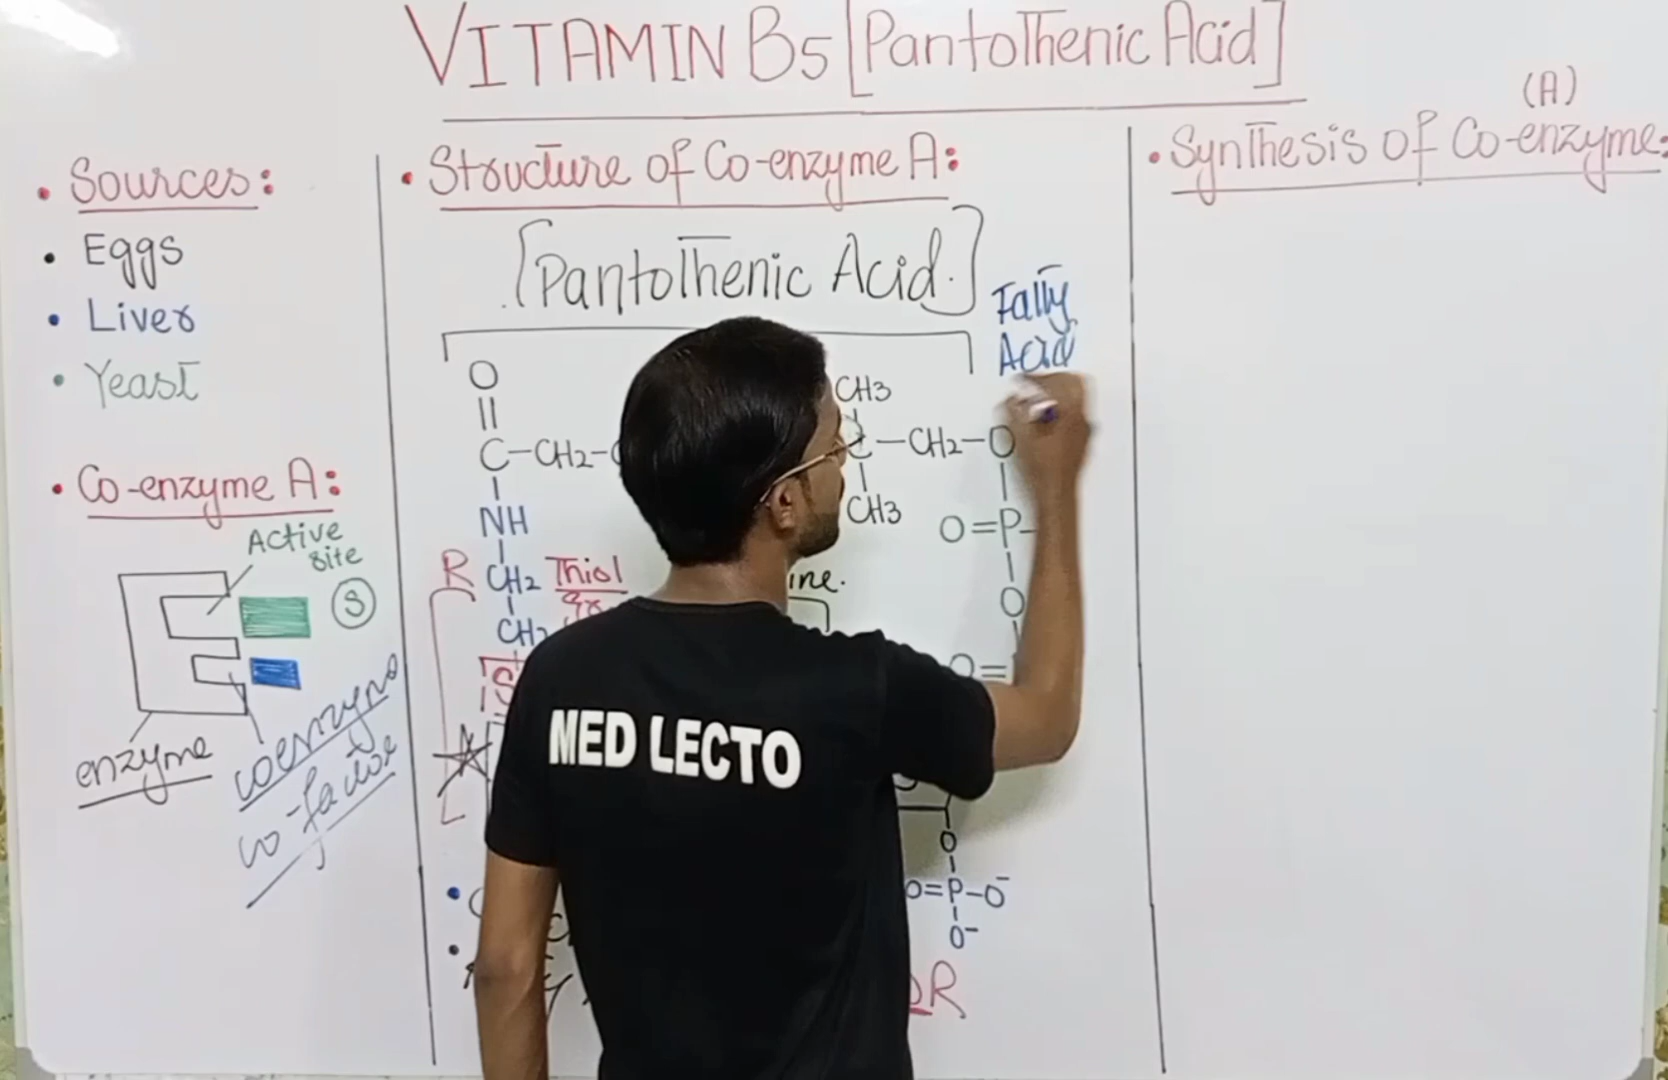 VITAMIN B5 [Pantothenic Acid]
• Sources:
• Eggs
• Liver
• Yeast
• Co-enzyme A:
Active
site
S
enzyme
coenzyme
co-factor
• Structure of Co-enzyme A:
[Pantothenic Acid.]
Fatty
Acid
O
C-CH2-
NH
R CH2 Thiol
CH2
S
CH3
C-CH2-O
CH3
O=P-
O
O=
ine.
O
O=P-O-
O-
R
MED LECTO
(A)
• Synthesis of Co-enzyme: